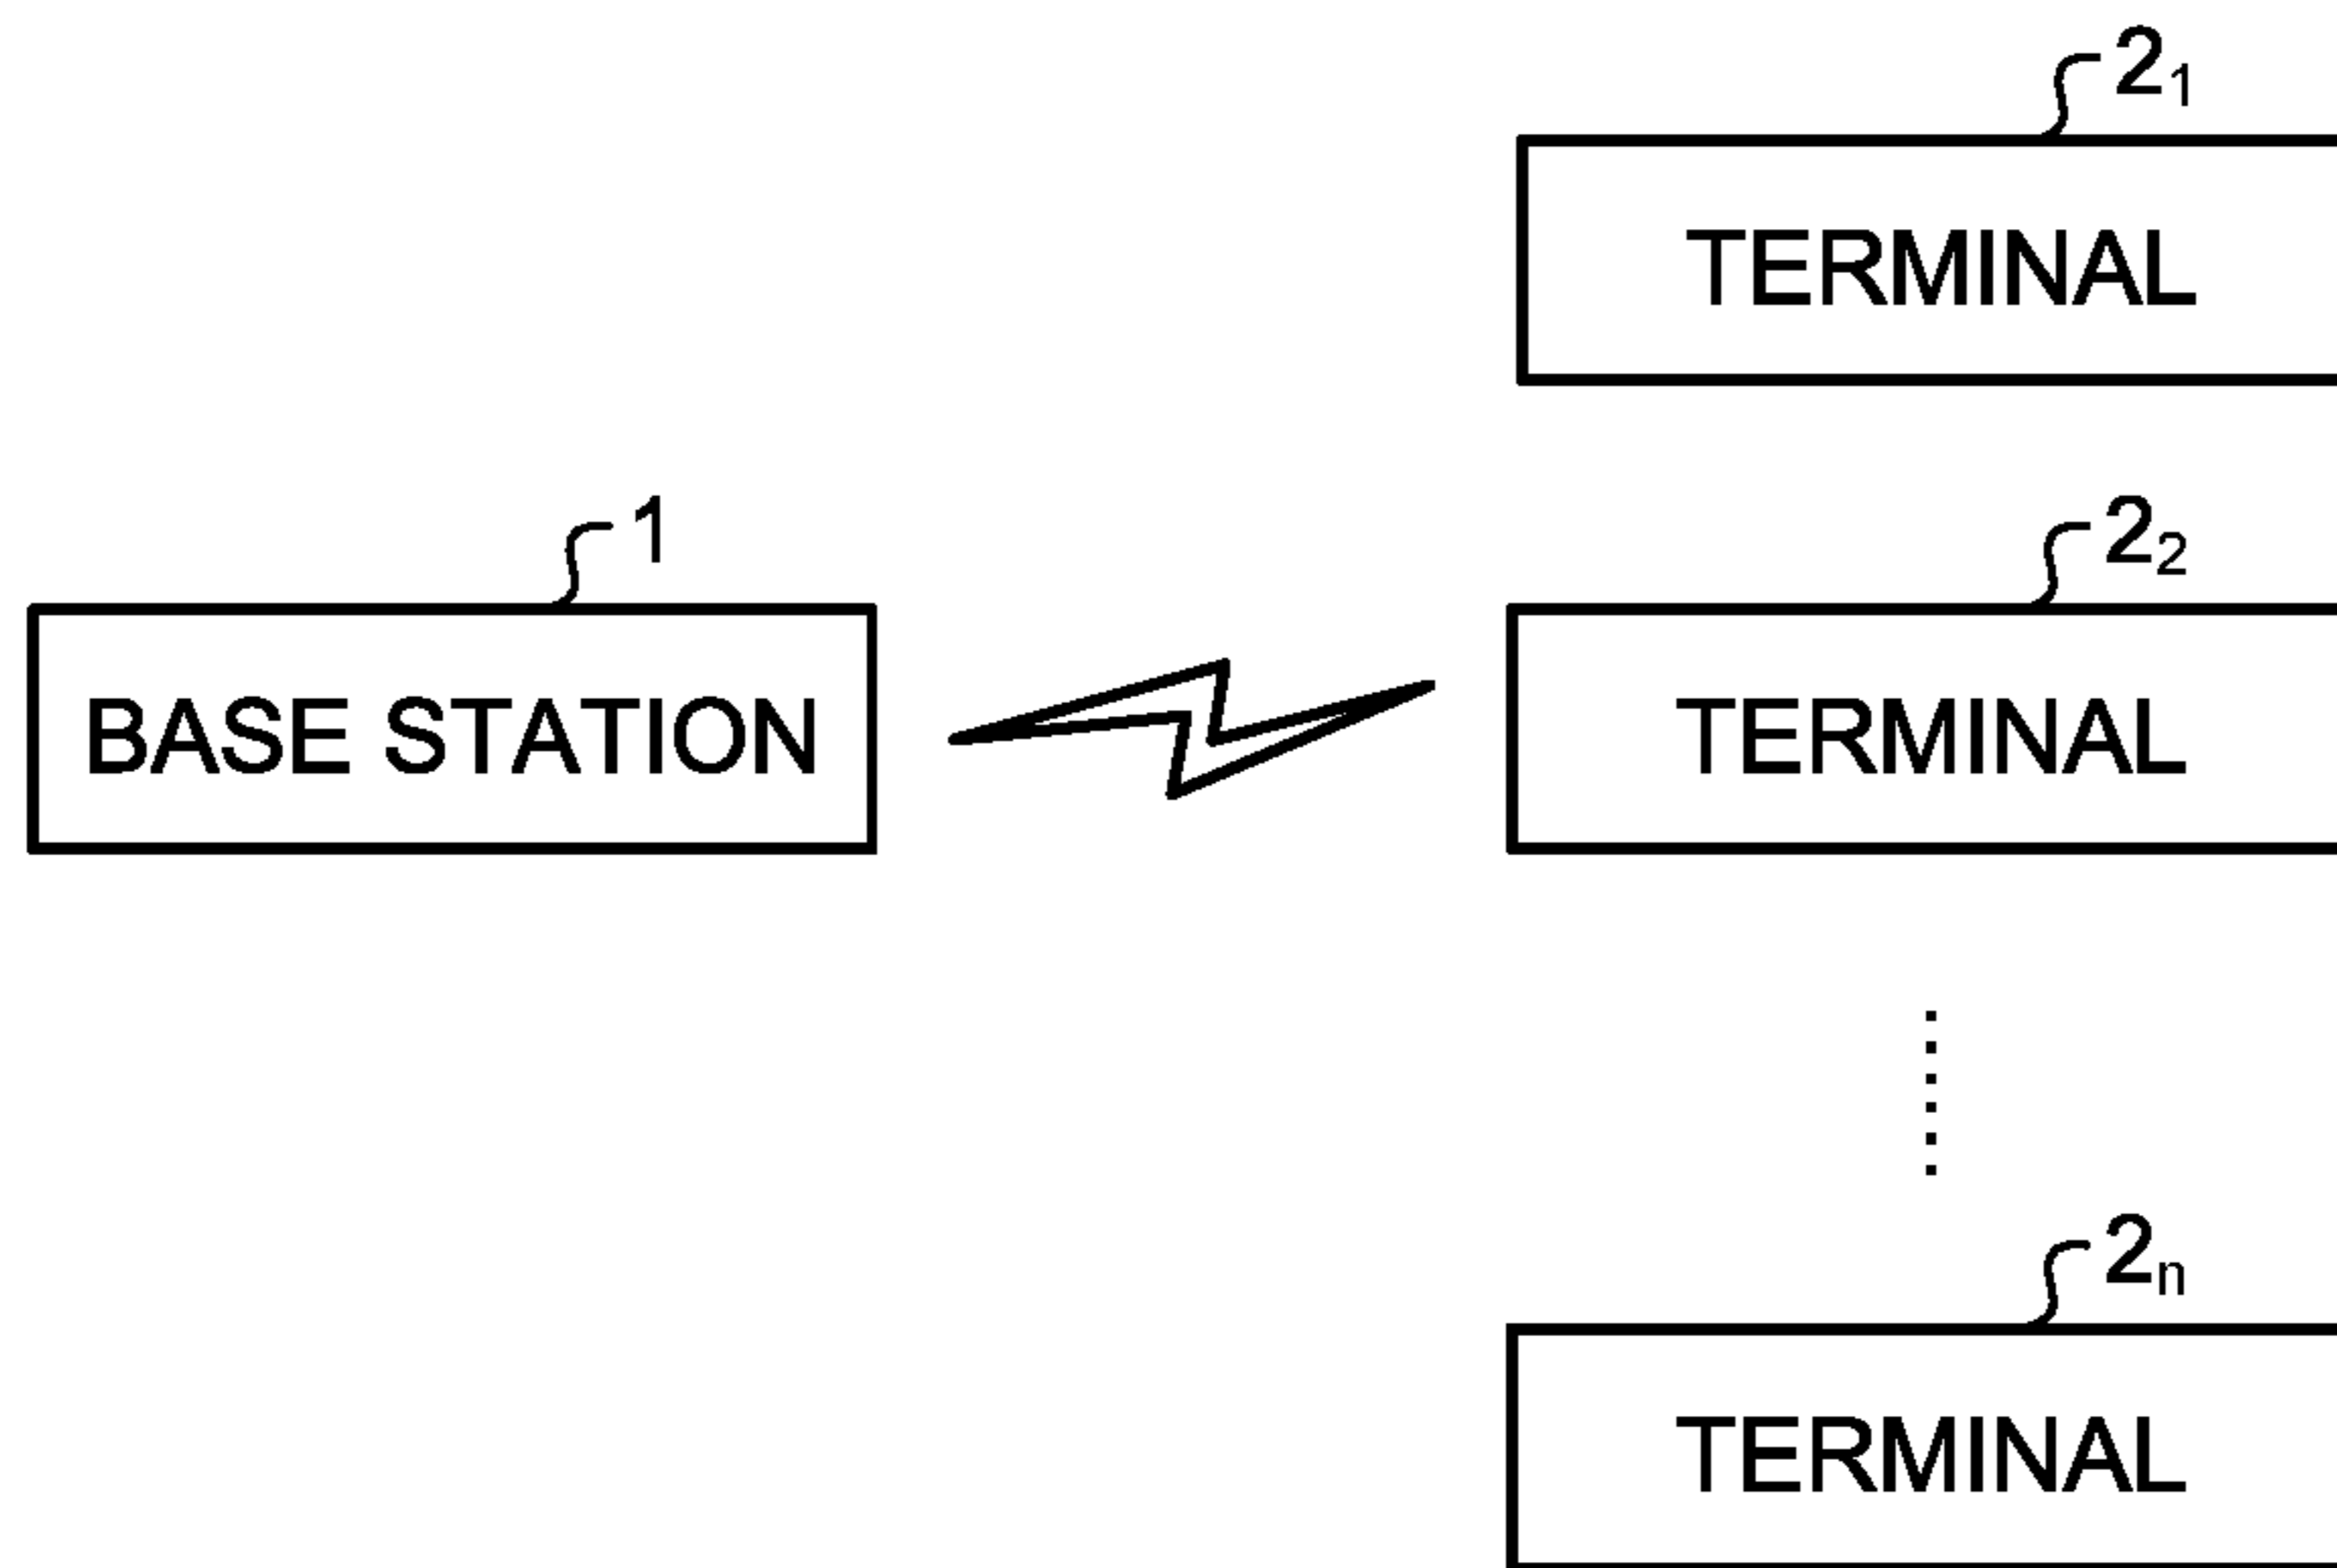 2₁
TERMINAL
1
2₂
BASE STATION
TERMINAL
2ₙ
TERMINAL